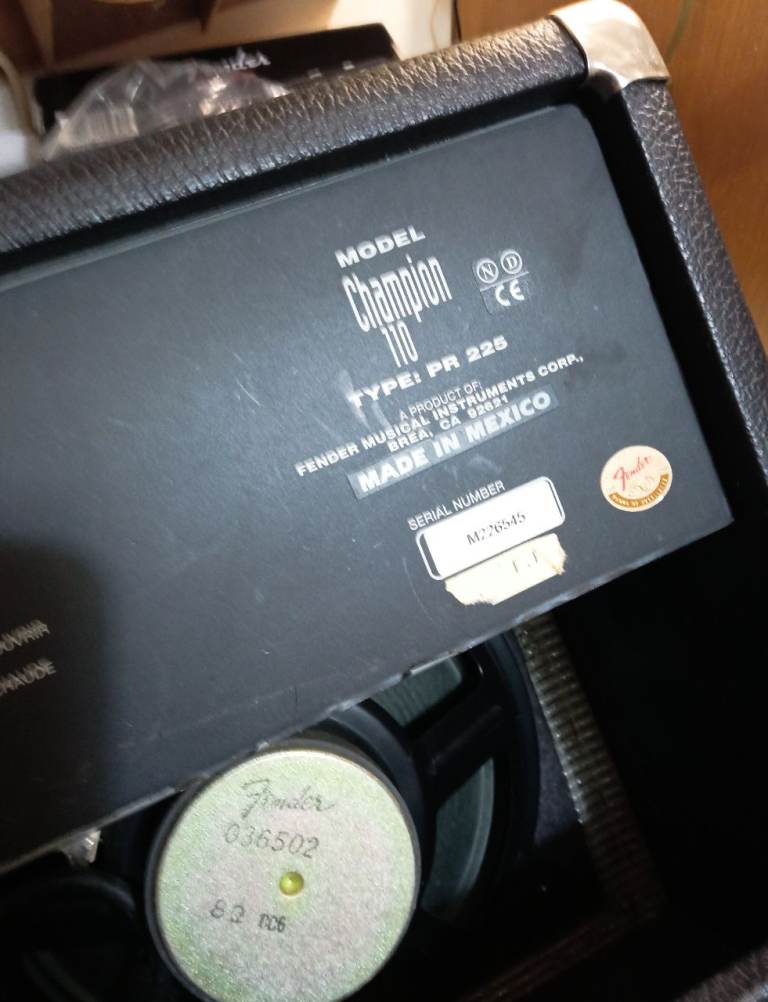 MODEL
Champion
110
N D
CE
TYPE: PR 225
A PRODUCT OF:
FENDER MUSICAL INSTRUMENTS CORP.,
BREA, CA 92621
MADE IN MEXICO
SERIAL NUMBER
M226545
Fender
Fender
036502
8Ω